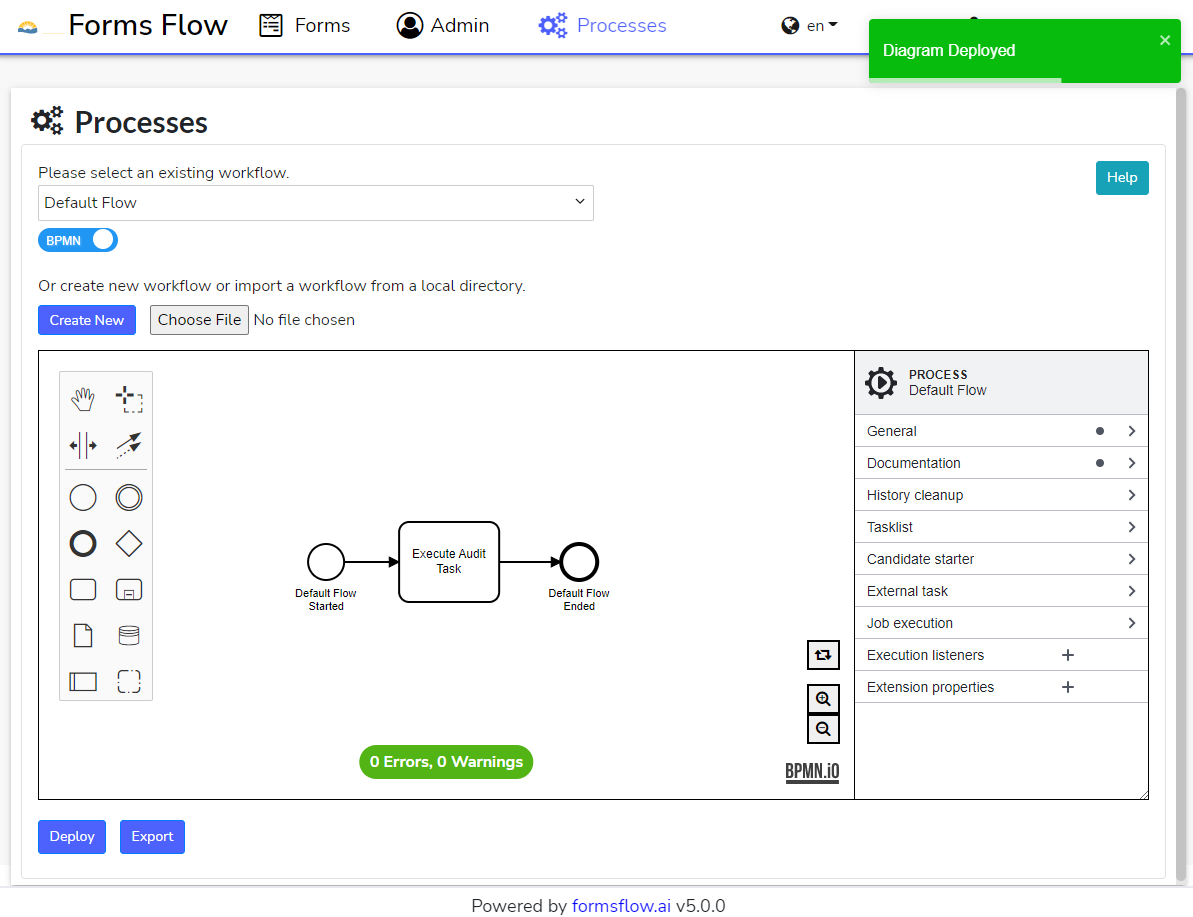 Forms Flow
Forms
Admin
Processes
en
Diagram Deployed
Processes
Please select an existing workflow.
Help
Default Flow
BPMN
Or create new workflow or import a workflow from a local directory.
Create New
Choose File
No file chosen
PROCESS
Default Flow
General
Documentation
History cleanup
Tasklist
Candidate starter
External task
Job execution
Execution listeners
Extension properties
Execute Audit
Task
Default Flow
Started
Default Flow
Ended
0 Errors, 0 Warnings
BPMN.iO
Deploy
Export
Powered by formsflow.ai v5.0.0